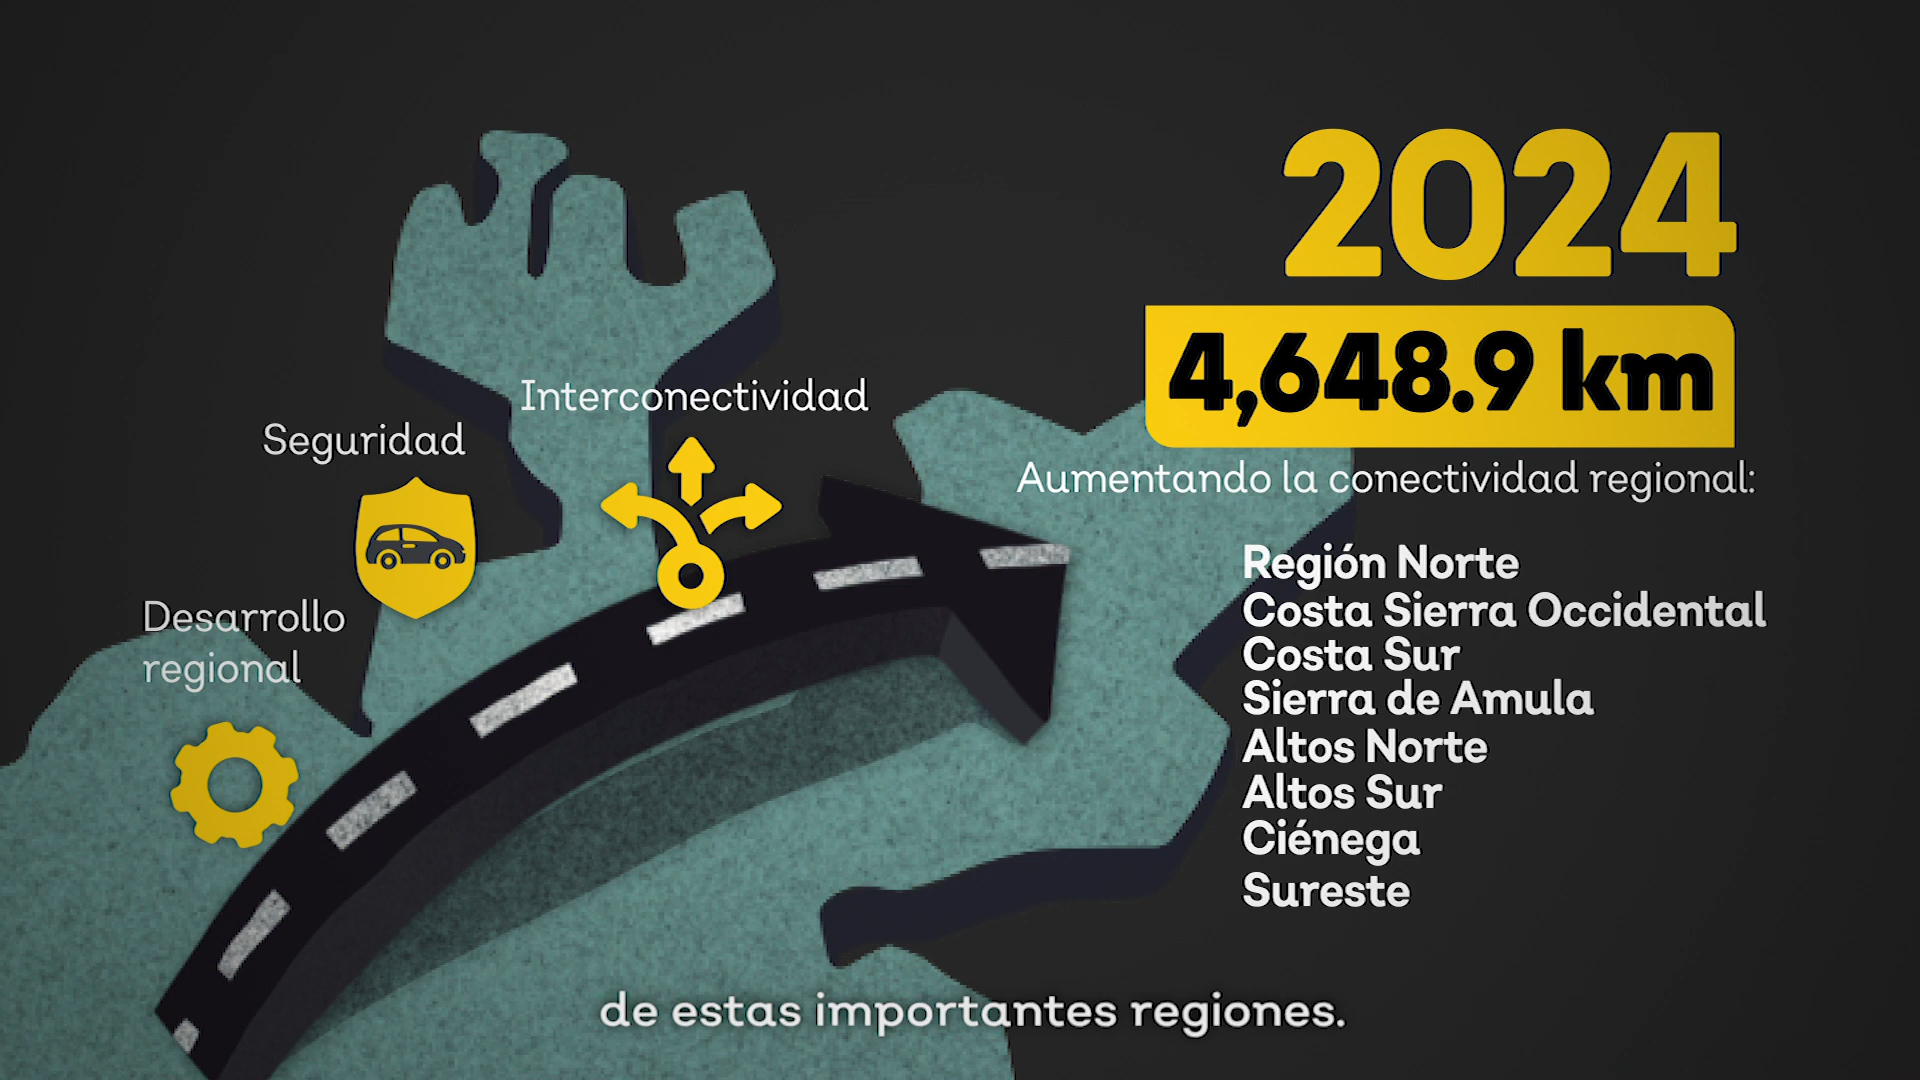 2024
4,648.9 km
Interconectividad
Seguridad
Aumentando la conectividad regional:
Región Norte
Costa Sierra Occidental
Desarrollo
regional
Costa Sur
Sierra de Amula
Altos Norte
Altos Sur
Ciénega
Sureste
de estas importantes regiones.